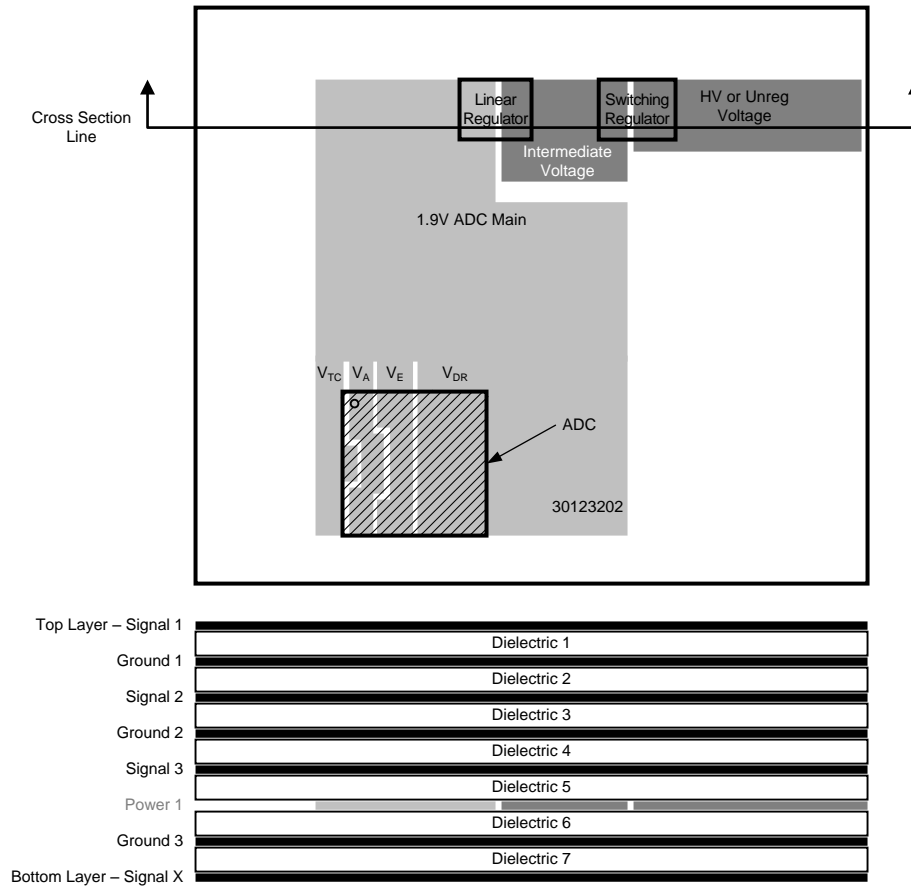 Cross Section
Line
Linear
Regulator
Switching
Regulator
HV or Unreg
Voltage
Intermediate
Voltage
1.9V ADC Main
VTC
VA
VE
VDR
ADC
30123202
Top Layer – Signal 1
Dielectric 1
Ground 1
Dielectric 2
Signal 2
Dielectric 3
Ground 2
Dielectric 4
Signal 3
Dielectric 5
Power 1
Dielectric 6
Ground 3
Dielectric 7
Bottom Layer – Signal X